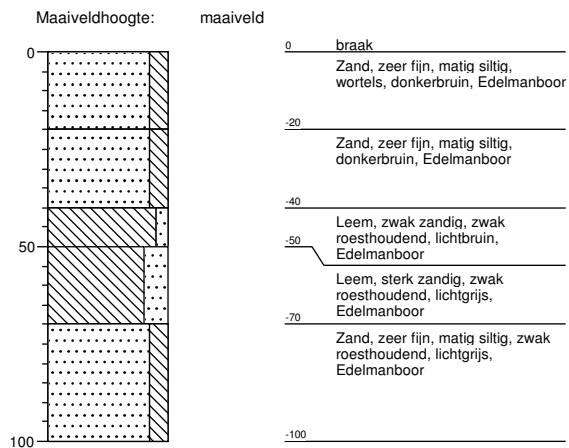 Maaiveldhoogte: maaiveld
0
50
100
0 braak
Zand, zeer fijn, matig siltig,
wortels, donkerbruin, Edelmanboor
-20
Zand, zeer fijn, matig siltig,
donkerbruin, Edelmanboor
-40
Leem, zwak zandig, zwak
roesthoudend, lichtbruin,
Edelmanboor
-50
Leem, sterk zandig, zwak
roesthoudend, lichtgrijs,
Edelmanboor
-70
Zand, zeer fijn, matig siltig, zwak
roesthoudend, lichtgrijs,
Edelmanboor
-100